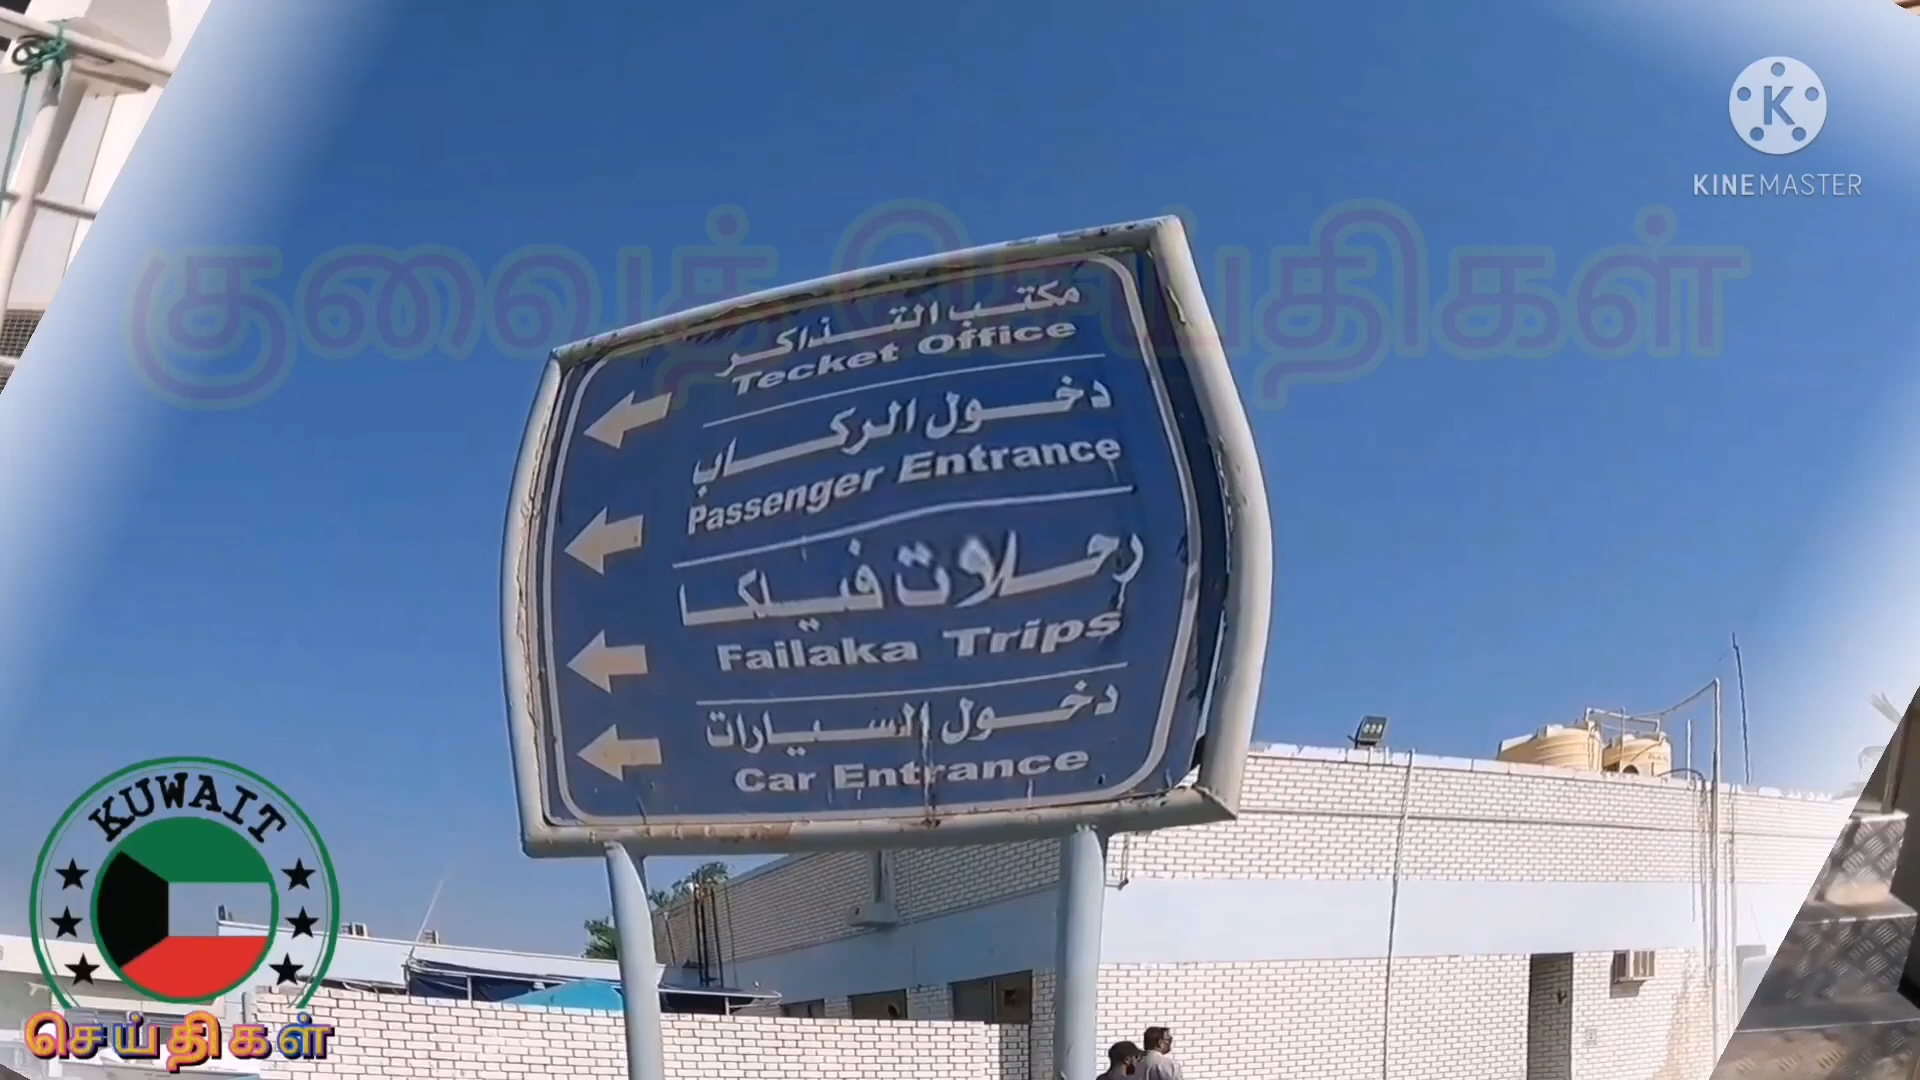 KINEMASTER
குவைத் செய்திகள்
مكتب التذاكر
Tecket Office
دخول الركاب
Passenger Entrance
رحلات فيلكا
Failaka Trips
دخول السيارات
Car Entrance
KUWAIT
செய்திகள்